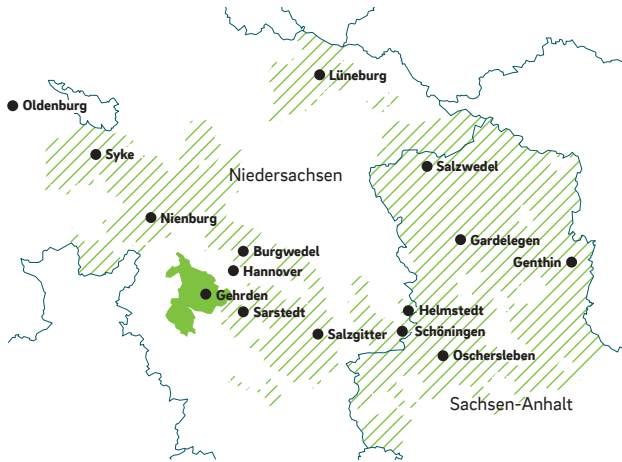 Lüneburg
Oldenburg
Syke
Salzwedel
Niedersachsen
Nienburg
Gardelegen
Burgwedel
Genthin
Hannover
Gehrden
Helmstedt
Sarstedt
Schöningen
Salzgitter
Oschersleben
Sachsen-Anhalt